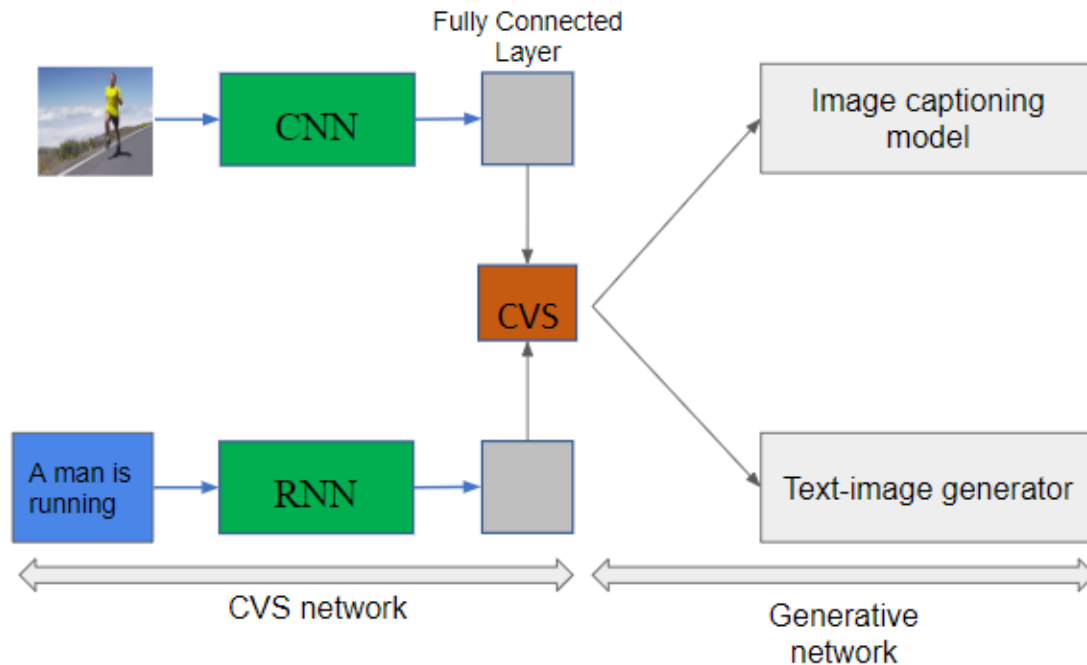 Fully Connected
Layer
CNN
Image captioning
model
CVS
A man is
running
RNN
Text-image generator
CVS network
Generative
network